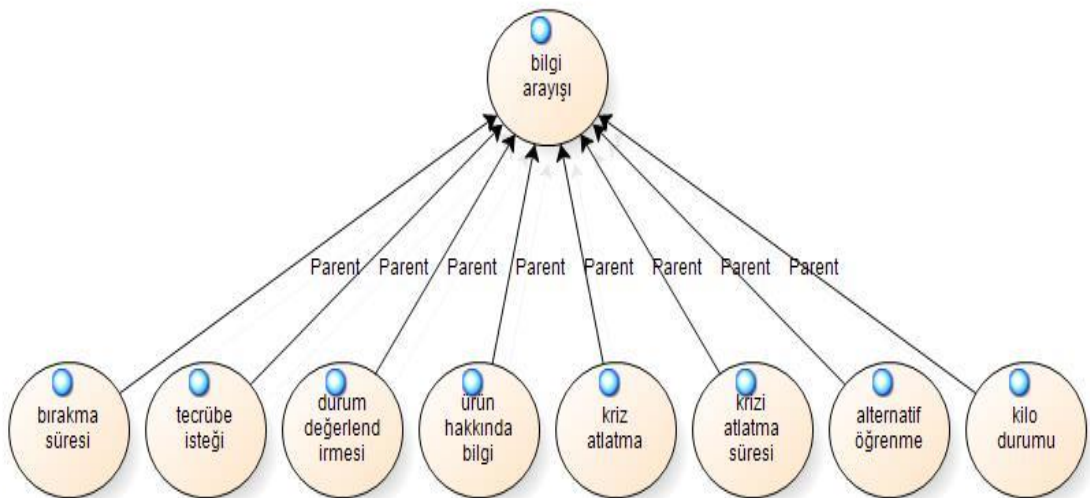 bilgi
arayışı
Parent Parent Parent Parent Parent Parent Parent Parent
bırakma
süresi
tecrübe
isteği
durum
değerlend
irmesi
ürün
hakkında
bilgi
kriz
atlatma
krizi
atlatma
süresi
alternatif
öğrenme
kilo
durumu